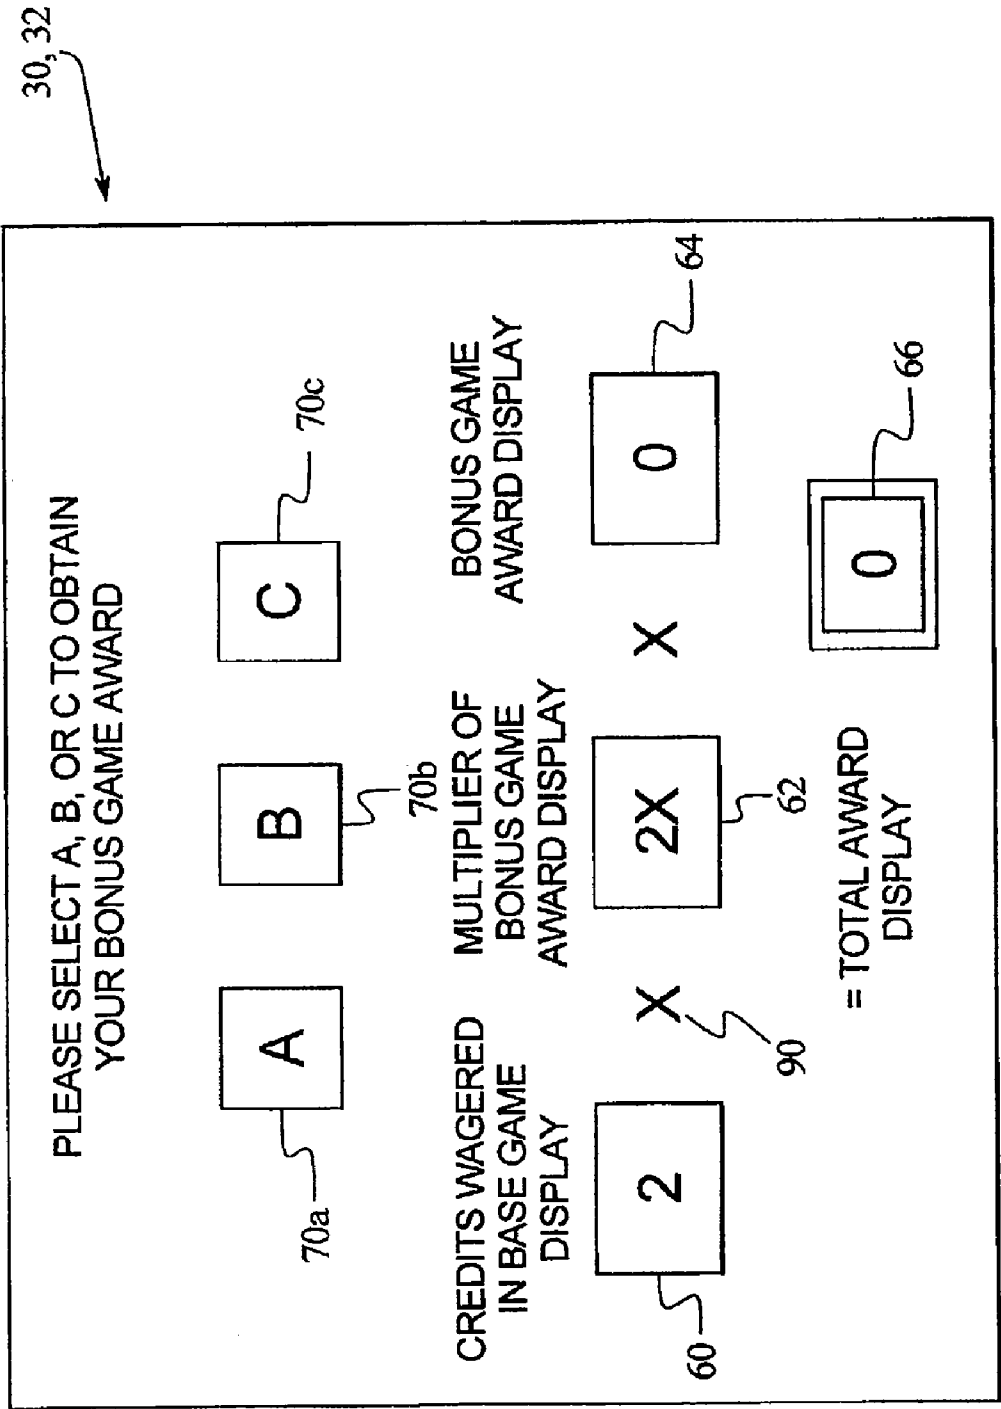 30, 32
PLEASE SELECT A, B, OR C TO OBTAIN
YOUR BONUS GAME AWARD
A
B
C
70a
70b
70c
CREDITS WAGERED
IN BASE GAME
DISPLAY
MULTIPLIER OF
BONUS GAME
AWARD DISPLAY
BONUS GAME
AWARD DISPLAY
2
X
2X
X
0
60
90
62
64
= TOTAL AWARD
DISPLAY
0
66